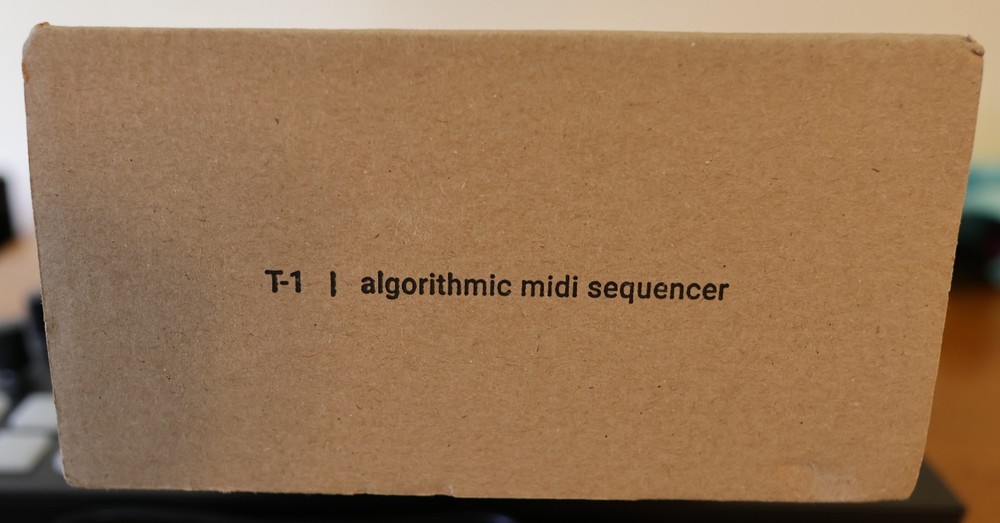 T-1 | algorithmic midi sequencer